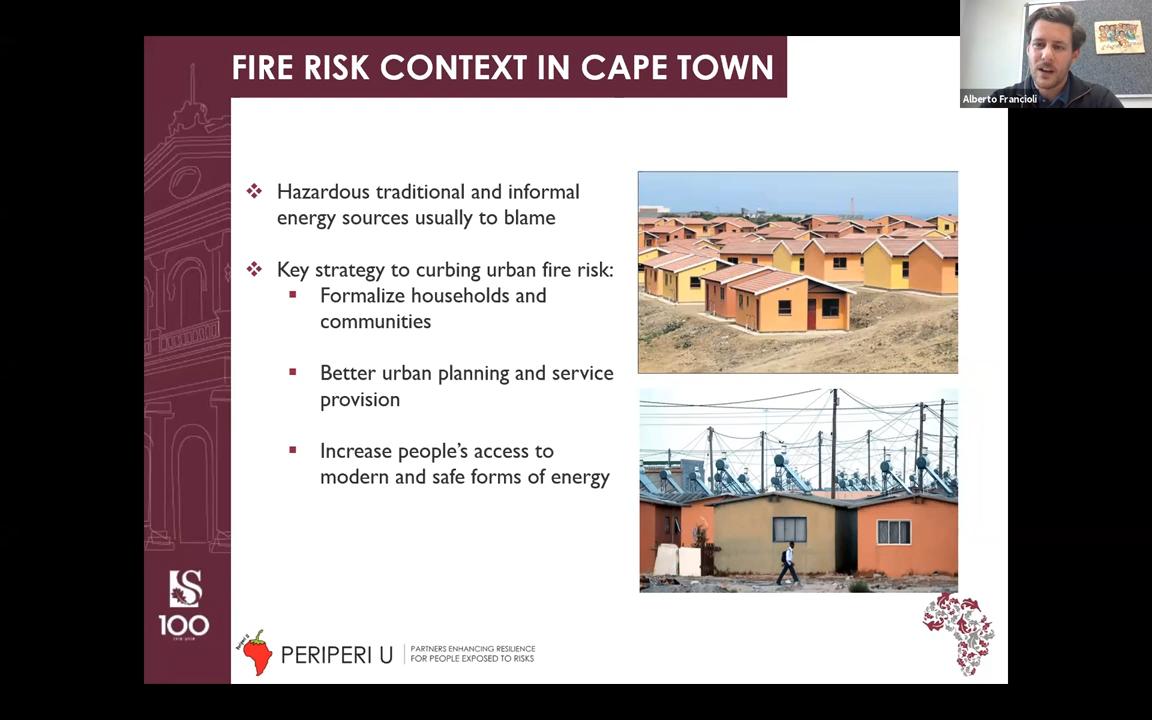 FIRE RISK CONTEXT IN CAPE TOWN
Alberto Francioli
Hazardous traditional and informal
energy sources usually to blame
Key strategy to curbing urban fire risk:
Formalize households and
communities
Better urban planning and service
provision
Increase people's access to
modern and safe forms of energy
100
PERIPERI U
PARTNERS ENHANCING RESILIENCE
FOR PEOPLE EXPOSED TO RISKS